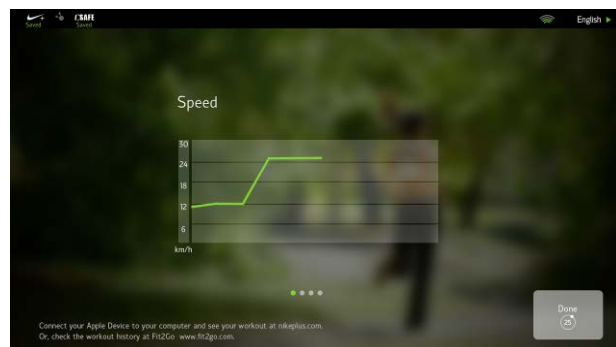 Saved
Saved
English
Speed
30
24
18
12
6
km/h
Done
25
Connect your Apple Device to your computer and see your workout at nikeplus.com.
Or, check the workout history at Fit2Go www.fit2go.com.